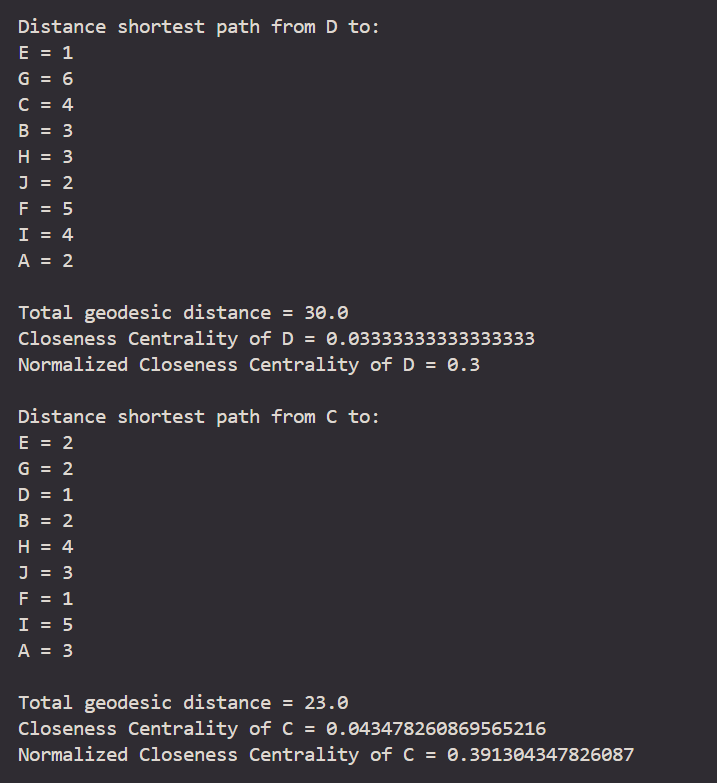 Distance shortest path from D to:
E = 1
G = 6
C = 4
B = 3
H = 3
J = 2
F = 5
I = 4
A = 2
Total geodesic distance = 30.0
Closeness Centrality of D = 0.03333333333333333
Normalized Closeness Centrality of D = 0.3
Distance shortest path from C to:
E = 2
G = 2
D = 1
B = 2
H = 4
J = 3
F = 1
I = 5
A = 3
Total geodesic distance = 23.0
Closeness Centrality of C = 0.043478260869565216
Normalized Closeness Centrality of C = 0.391304347826087